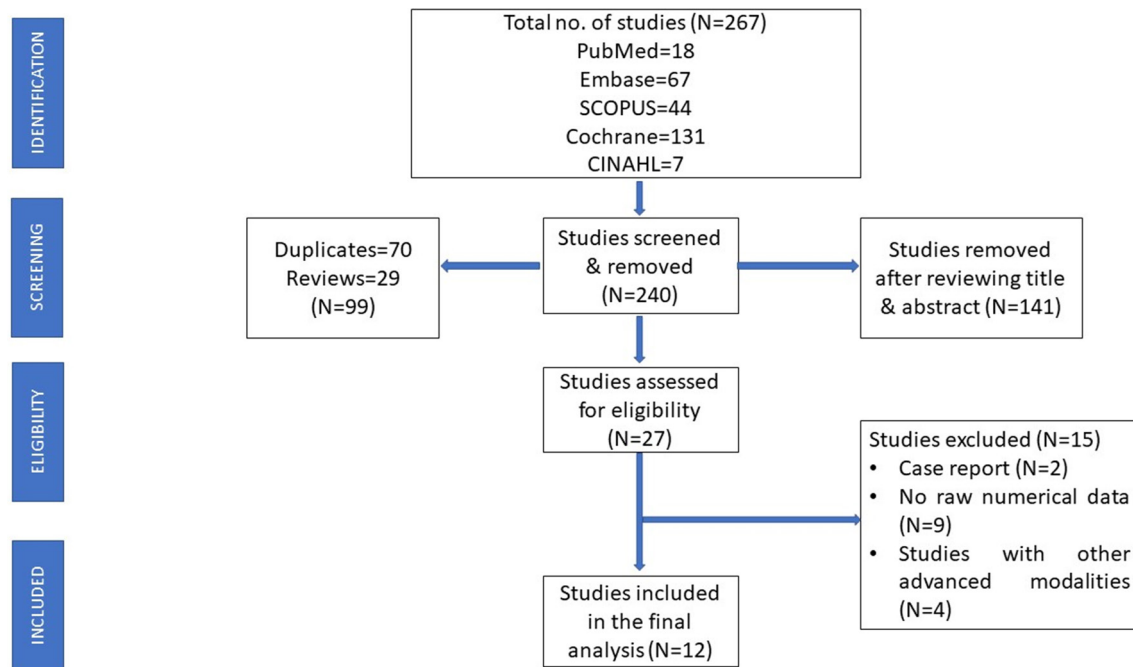 IDENTIFICATION
Total no. of studies (N=267)
PubMed=18
Embase=67
SCOPUS=44
Cochrane=131
CINAHL=7
SCREENING
Duplicates=70
Reviews=29
(N=99)
Studies screened
& removed
(N=240)
Studies removed
after reviewing title
& abstract (N=141)
ELIGIBILITY
Studies assessed
for eligibility
(N=27)
Studies excluded (N=15)
• Case report (N=2)
• No raw numerical data
(N=9)
• Studies with other
advanced modalities
(N=4)
INCLUDED
Studies included
in the final
analysis (N=12)